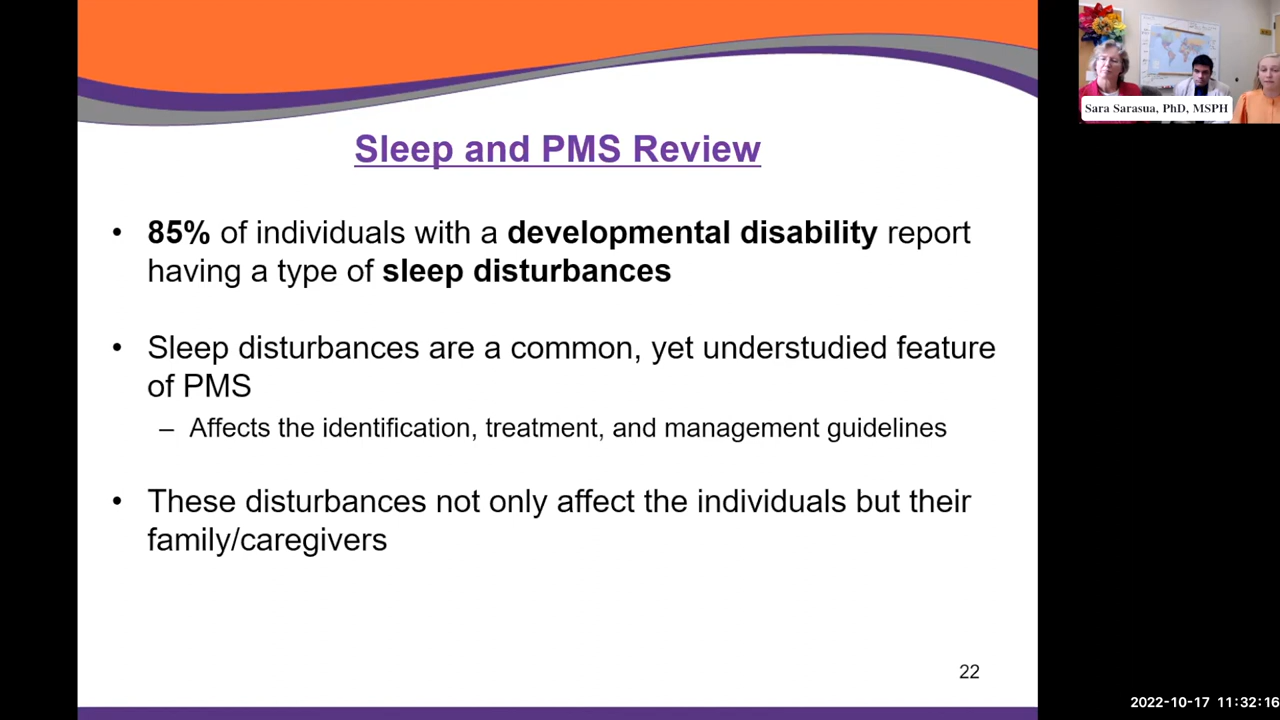 Sleep and PMS Review
• 85% of individuals with a developmental disability report
having a type of sleep disturbances
• Sleep disturbances are a common, yet understudied feature
of PMS
– Affects the identification, treatment, and management guidelines
• These disturbances not only affect the individuals but their
family/caregivers
22
Sara Sarasua, PhD, MSPH
2022-10-17 11:32:16